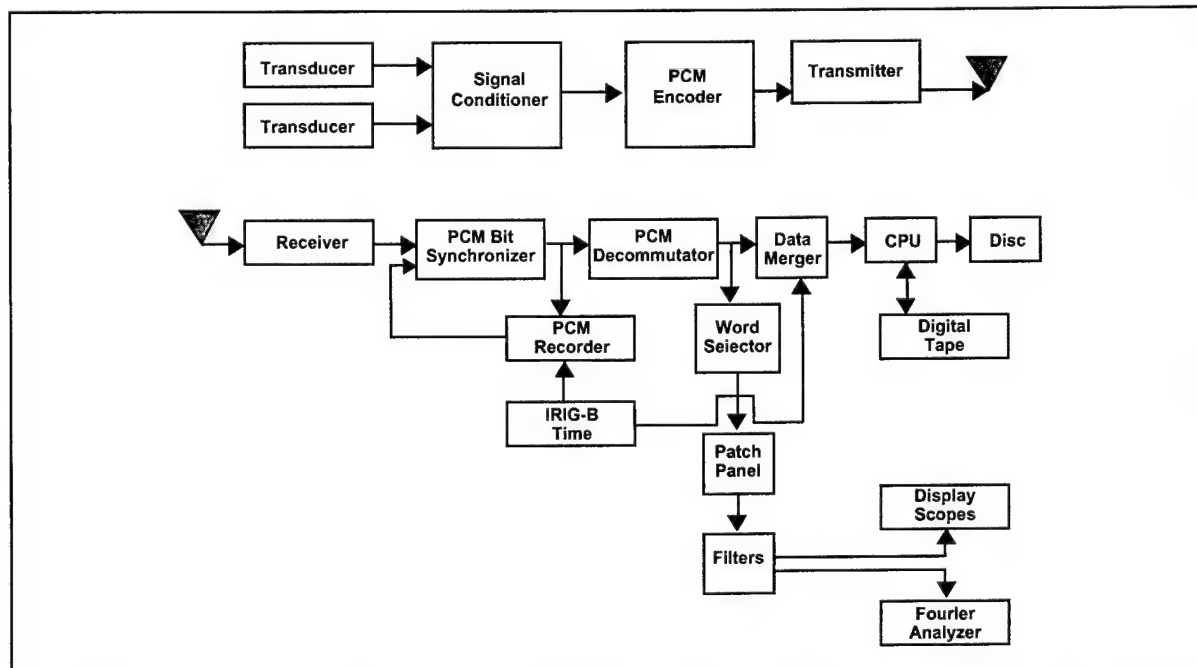 Transducer
Transducer
Signal
Conditioner
PCM
Encoder
Transmitter
Receiver
PCM Bit
Synchronizer
PCM
Decommutator
Data
Merger
CPU
Disc
PCM
Recorder
Word
Selector
Digital
Tape
IRIG-B
Time
Patch
Panel
Filters
Display
Scopes
Fourler
Analyzer